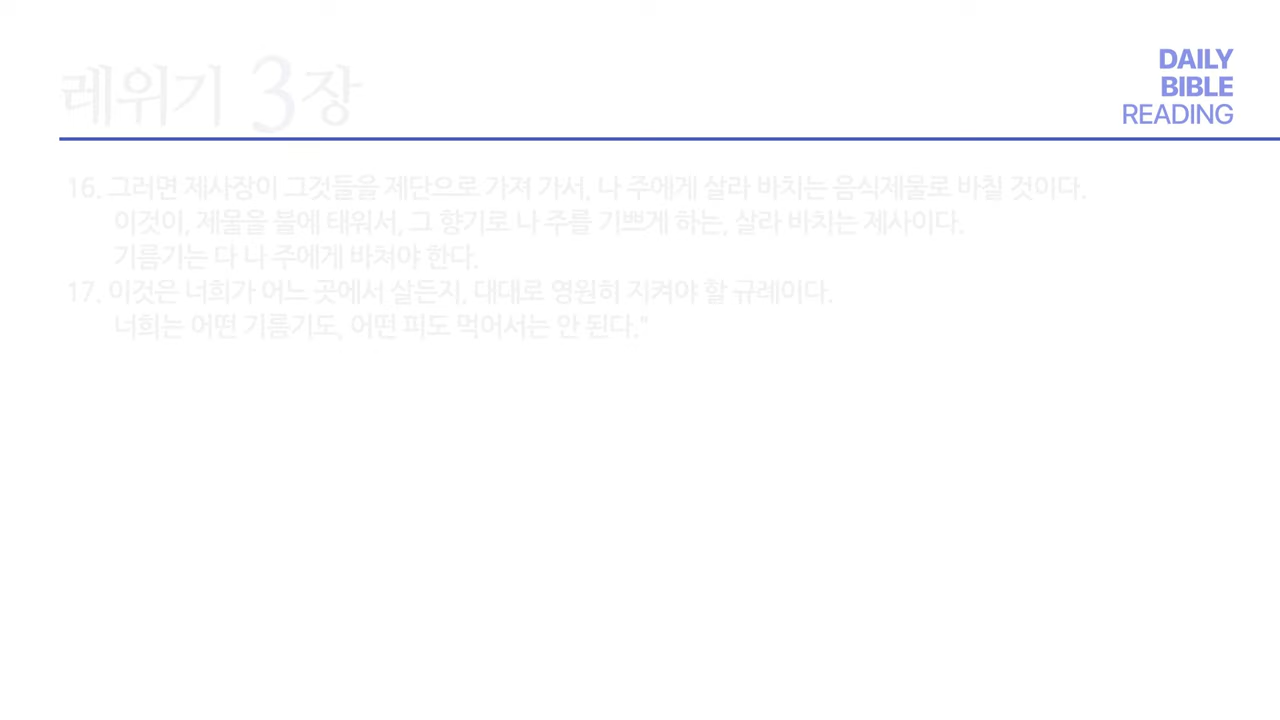 레위기 3장
DAILY
BIBLE
READING
16. 그러면 제사장이 그것들을 제단으로 가져 가서, 나 주에게 살라 바치는 음식제물로 바칠 것이다.
이것이, 제물을 불에 태워서, 그 향기로 나 주를 기쁘게 하는, 살라 바치는 제사이다.
기름기는 다 나 주에게 바쳐야 한다.
17. 이것은 너희가 어느 곳에서 살든지, 대대로 영원히 지켜야 할 규레이다.
너희는 어떤 기름기도, 어떤 피도 먹어서는 안 된다."